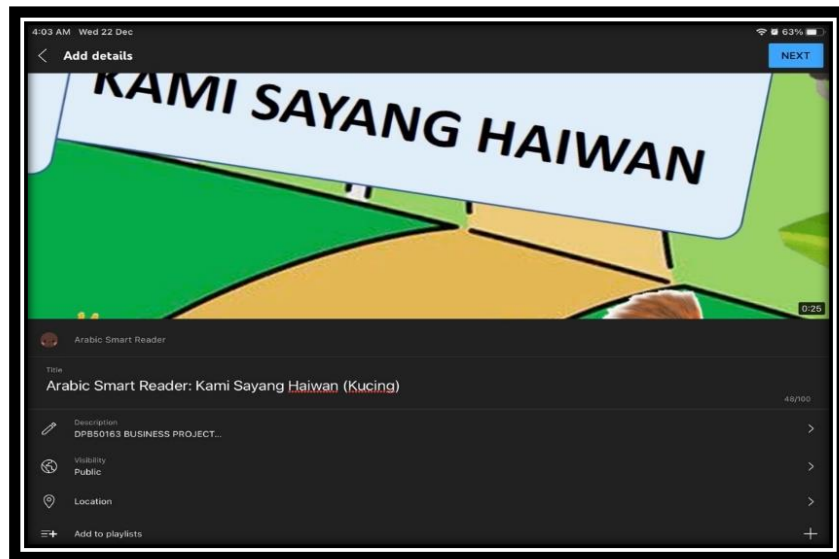 4:03 AM Wed 22 Dec
63%
Add details
NEXT
KAMI SAYANG HAIWAN
0:25
Arabic Smart Reader
Title
Arabic Smart Reader: Kami Sayang Haiwan (Kucing)
48/100
Description
DPB50163 BUSINESS PROJECT...
Visibility
Public
Location
Add to playlists